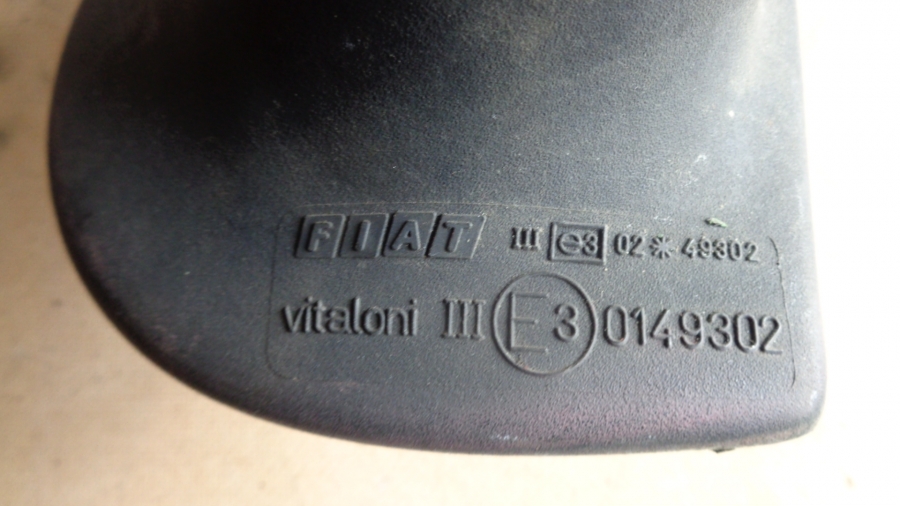 FIAT III e3 02 * 49302
vitaloni III E3 0149302